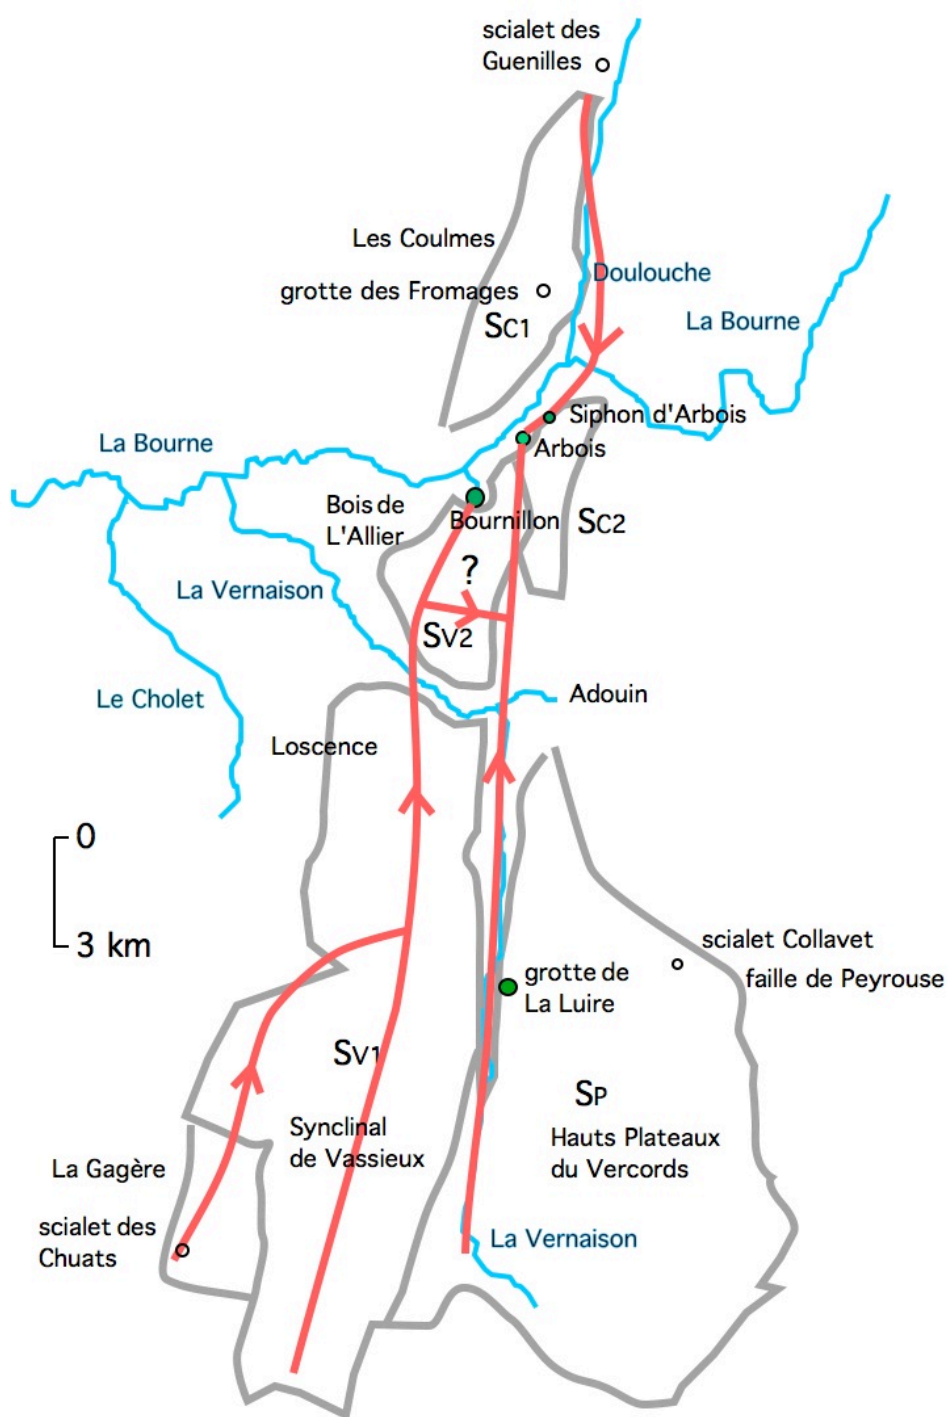 scialet des
Guenilles
Les Coulmes
Doulouche
grotte des Fromages
SC1
La Bourne
Siphon d'Arbois
La Bourne
Arbois
Bois de
L'Allier
Bournillon
SC2
?
La Vernaison
SV2
Le Cholet
Adouin
Loscence
0
3 km
scialet Collavet
faille de Peyrouse
grotte de
La Luire
SV1
SP
Synclinal
de Vassieux
Hauts Plateaux
du Vercords
La Gagère
scialet des
Chuats
La Vernaison